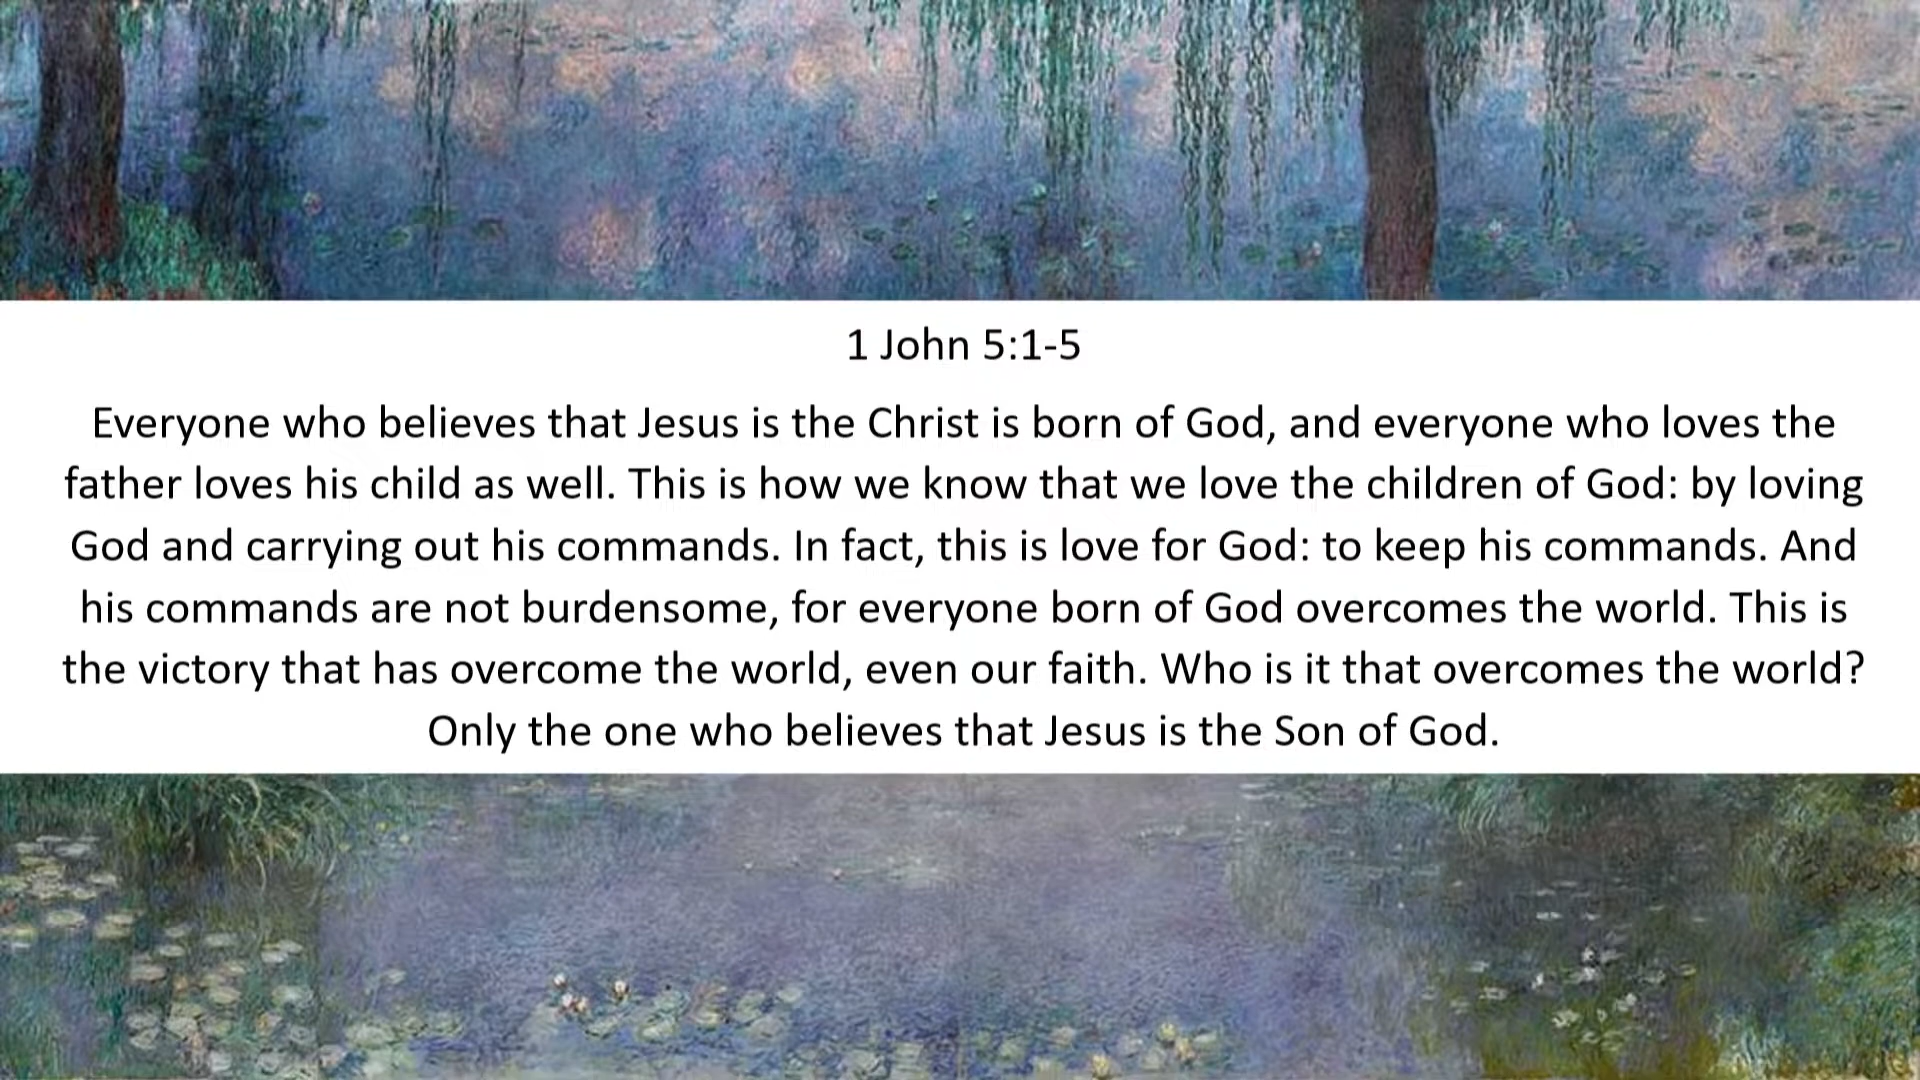 1 John 5:1-5
Everyone who believes that Jesus is the Christ is born of God, and everyone who loves the
father loves his child as well. This is how we know that we love the children of God: by loving
God and carrying out his commands. In fact, this is love for God: to keep his commands. And
his commands are not burdensome, for everyone born of God overcomes the world. This is
the victory that has overcome the world, even our faith. Who is it that overcomes the world?
Only the one who believes that Jesus is the Son of God.